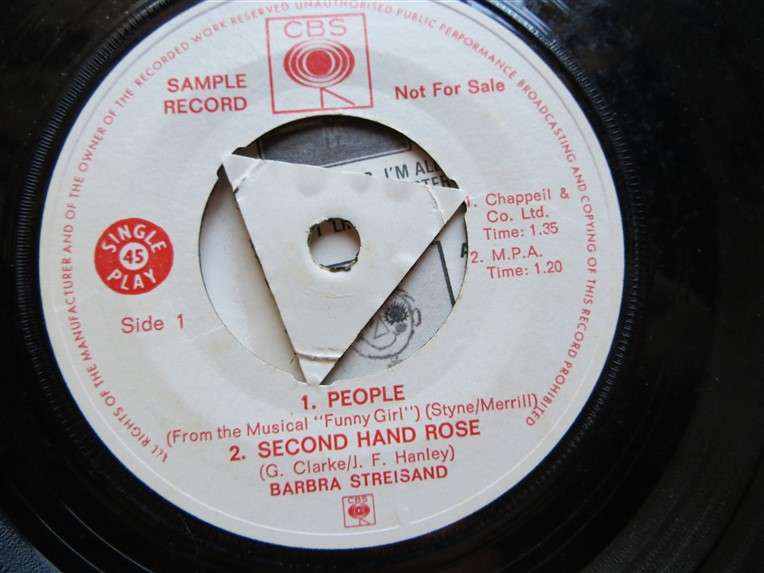 ALL RIGHTS OF THE MANUFACTURER AND OF THE OWNER OF THE RECORDED WORK RESERVED UNAUTHORISED PUBLIC PERFORMANCE BROADCASTING AND COPYING OF THIS RECORD PROHIBITED
CBS
SAMPLE
RECORD
Not For Sale
I'M AL
1. Chappeil &
Co. Ltd.
Time: 1.35
2. M.P.A.
Time: 1.20
SINGLE
45
PLAY
Side 1
1. PEOPLE
(From the Musical "Funny Girl") (Styne/Merrill)
2. SECOND HAND ROSE
(G. Clarke/J. F. Hanley)
BARBRA STREISAND
CBS